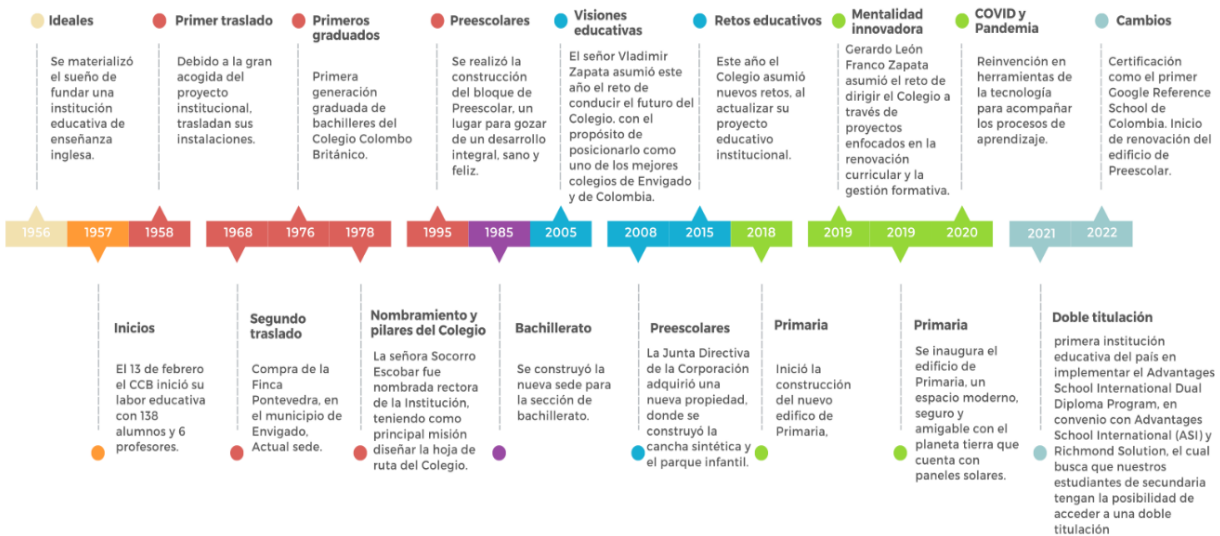 Ideales
Se materializó
el sueño de
fundar una
institución
educativa de
enseñanza
inglesa.
Primer traslado
Debido a la gran
acogida del
proyecto
institucional,
trasladan sus
instalaciones.
Primeros
graduados
Primera
generación
graduada de
bachilleres del
Colegio Colombo
Británico.
Preescolares
Se realizó la
construcción
del bloque de
Preescolar, un
lugar para gozar
de un desarrollo
integral, sano y
feliz.
Visiones
educativas
El señor Vladimir
Zapata asumió este
año el reto de
conducir el futuro del
Colegio, con el
propósito de
posicionarlo como
uno de los mejores
colegios de Envigado
y de Colombia.
Retos educativos
Este año el
Colegio asumió
nuevos retos, al
actualizar su
proyecto
educativo
institucional.
Mentalidad
innovadora
Gerardo León
Franco Zapata
asumió el reto de
dirigir el Colegio a
través de
proyectos
enfocados en la
renovación
curricular y la
gestión formativa.
COVID y
Pandemia
Reinvención en
herramientas de
la tecnología
para acompañar
los procesos de
aprendizaje.
Cambios
Certificación
como el primer
Google Reference
School de
Colombia. Inicio
de renovación del
edificio de
Preescolar.
1956 1957 1958 1968 1976 1978 1995 1985 2005 2008 2015 2018 2019 2019 2020 2021 2022
Inicios
El 13 de febrero
el CCB inició su
labor educativa
con 138
alumnos y 6
profesores.
Segundo
traslado
Compra de la
Finca
Pontevedra, en
el municipio de
Envigado,
Actual sede.
Nombramiento y
pilares del Colegio
La señora Socorro
Escobar fue
nombrada rectora
de la Institución,
teniendo como
principal misión
diseñar la hoja de
ruta del Colegio.
Bachillerato
Se construyó la
nueva sede para
la sección de
bachillerato.
Preescolares
La Junta Directiva
de la Corporación
adquirió una
nueva propiedad,
donde se
construyó la
cancha sintética y
el parque infantil.
Primaria
Inició la
construcción
del nuevo
edifico de
Primaria,
Primaria
Se inaugura el
edificio de
Primaria, un
espacio moderno,
seguro y
amigable con el
planeta tierra que
cuenta con
paneles solares.
Doble titulación
primera institución
educativa del país en
implementar el Advantages
School International Dual
Diploma Program, en
convenio con Advantages
School International (ASI) y
Richmond Solution, el cual
busca que nuestros
estudiantes de secundaria
tengan la posibilidad de
acceder a una doble
titulación